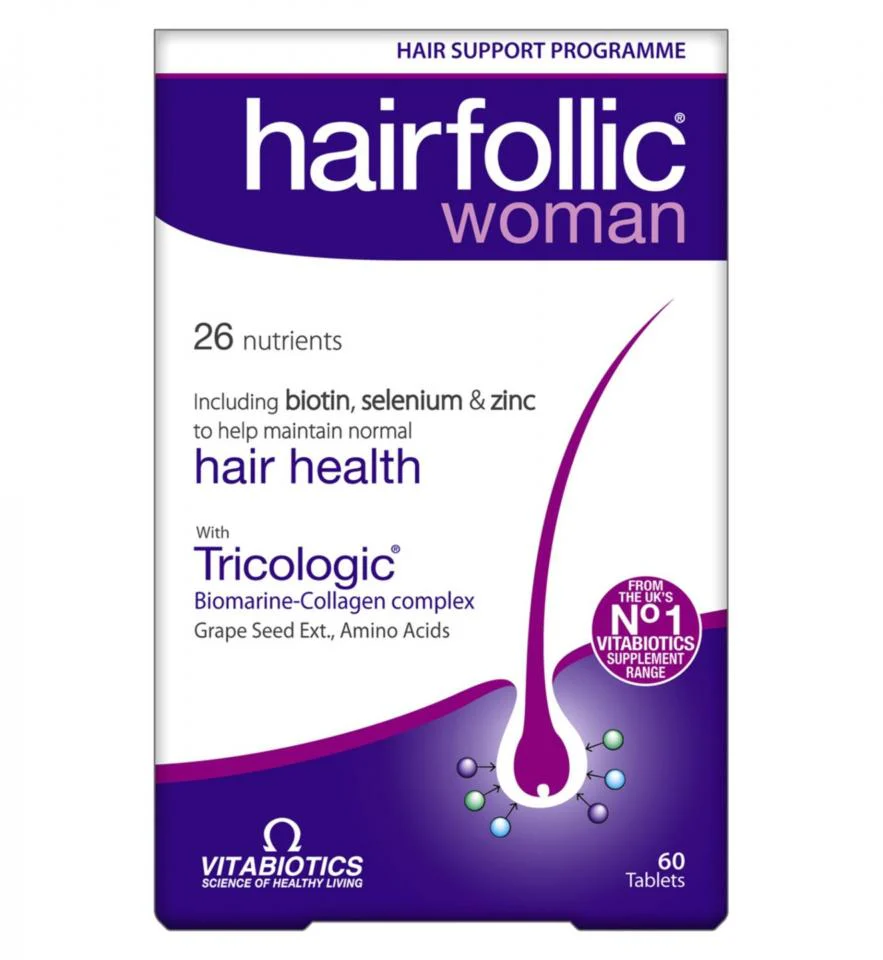 HAIR SUPPORT PROGRAMME
hairfollic®
woman
26 nutrients
Including biotin, selenium & zinc
to help maintain normal
hair health
With
Tricologic®
Biomarine-Collagen complex
Grape Seed Ext., Amino Acids
FROM
THE UK'S
Nº1
VITABIOTICS
SUPPLEMENT
RANGE
VITABIOTICS
SCIENCE OF HEALTHY LIVING
60
Tablets